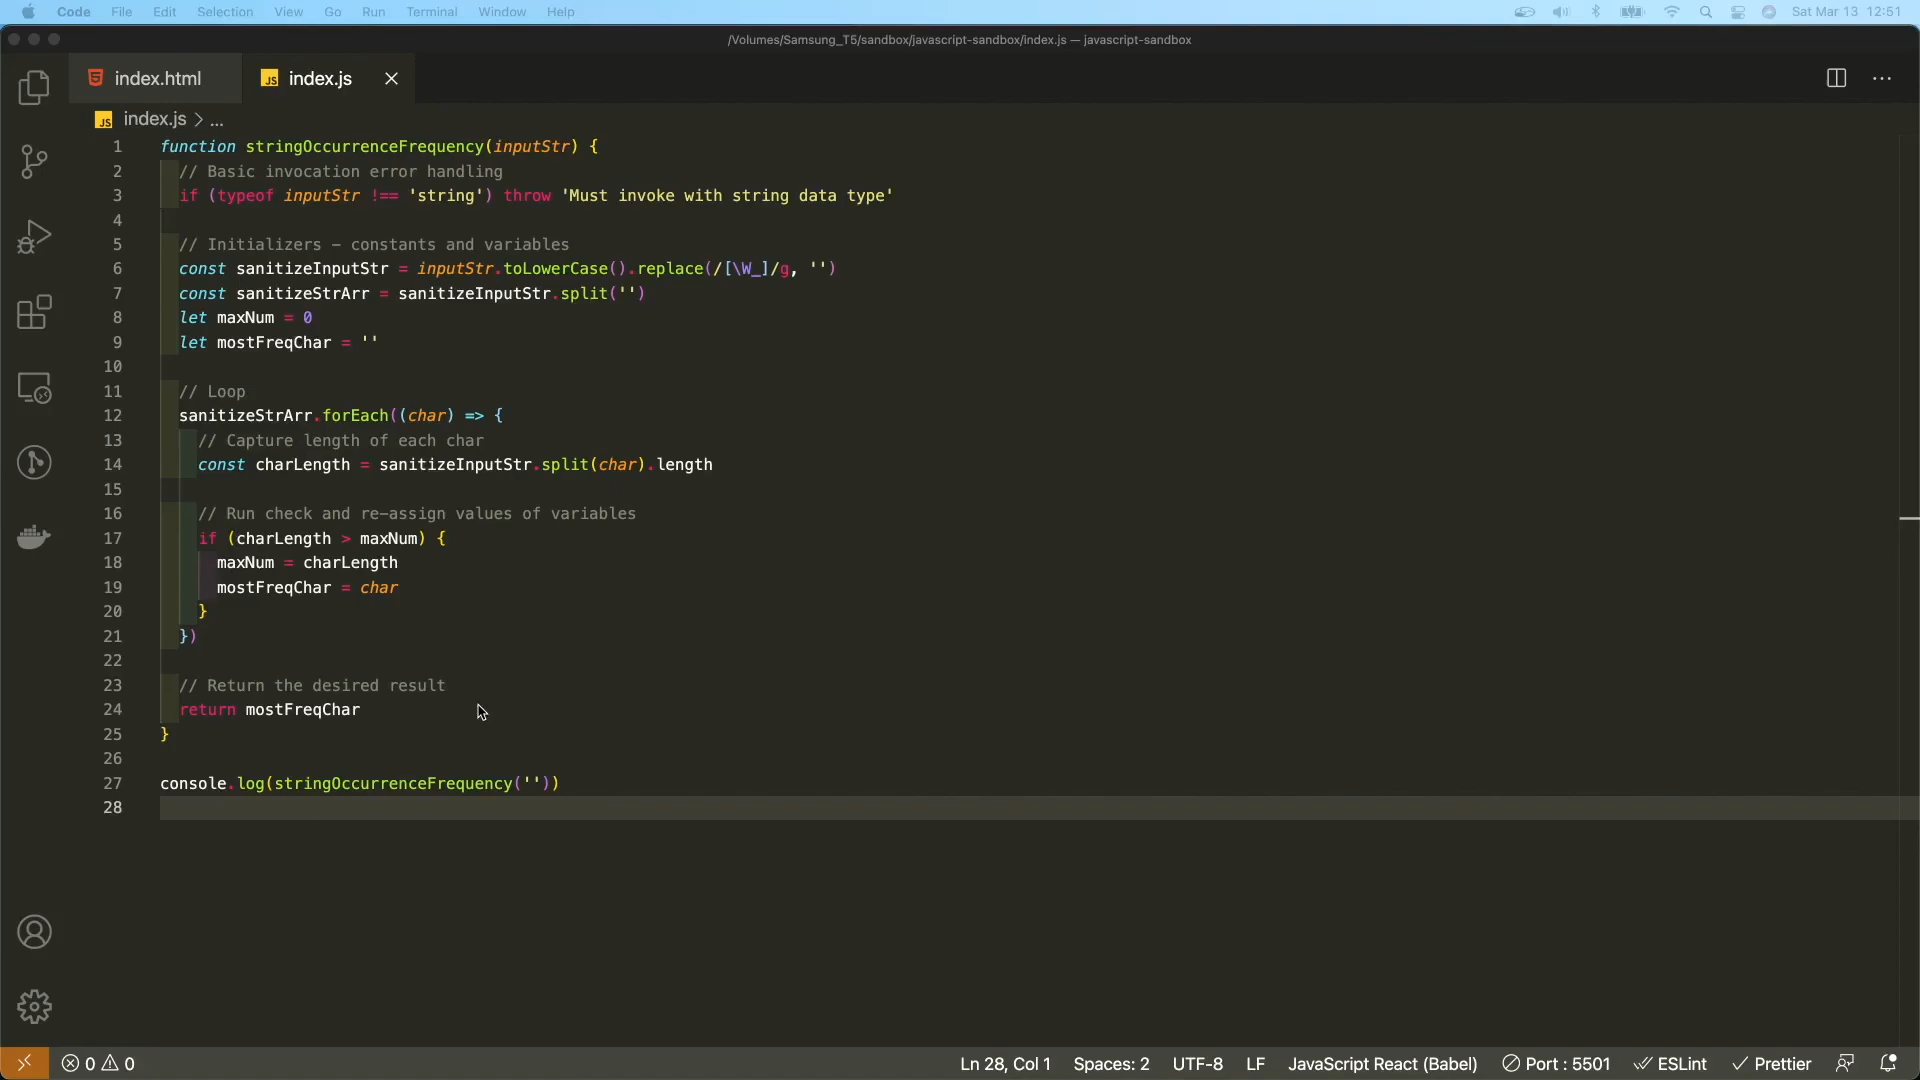 Code File Edit Selection View Go Run Terminal Window Help Sat Mar 13 12:51
/Volumes/Samsung_T5/sandbox/javascript-sandbox/index.js — javascript-sandbox
index.html JS index.js
JS index.js > ...
1 function stringOccurrenceFrequency(inputStr) {
2 // Basic invocation error handling
3 if (typeof inputStr !== 'string') throw 'Must invoke with string data type'
4
5 // Initializers - constants and variables
6 const sanitizeInputStr = inputStr.toLowerCase().replace(/[\W_]/g, '')
7 const sanitizeStrArr = sanitizeInputStr.split('')
8 let maxNum = 0
9 let mostFreqChar = ''
10
11 // Loop
12 sanitizeStrArr.forEach((char) => {
13 // Capture length of each char
14 const charLength = sanitizeInputStr.split(char).length
15
16 // Run check and re-assign values of variables
17 if (charLength > maxNum) {
18 maxNum = charLength
19 mostFreqChar = char
20 }
21 })
22
23 // Return the desired result
24 return mostFreqChar
25 }
26
27 console.log(stringOccurrenceFrequency(''))
28
0 0 Ln 28, Col 1 Spaces: 2 UTF-8 LF JavaScript React (Babel) Port : 5501 ESLint Prettier